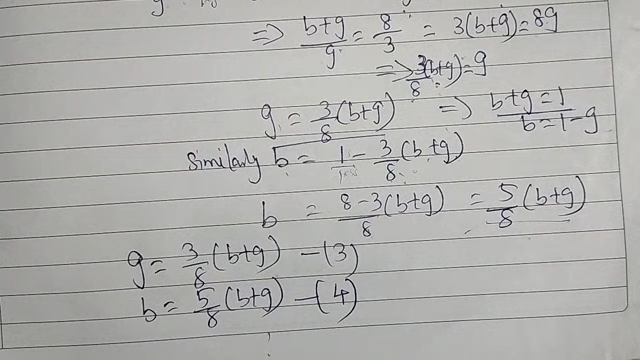 ⇒ b+g/g = 8/3 = 3(b+g)=8g
⇒ 3/8(b+g)=g
g = 3/8(b+g) ⇒ b+g=1
b=1-g
Similarly b = 1 - 3/8(b+g)
b = 8-3(b+g)/8 = 5/8(b+g)
g = 3/8(b+g) -(3)
b = 5/8(b+g) -(4)